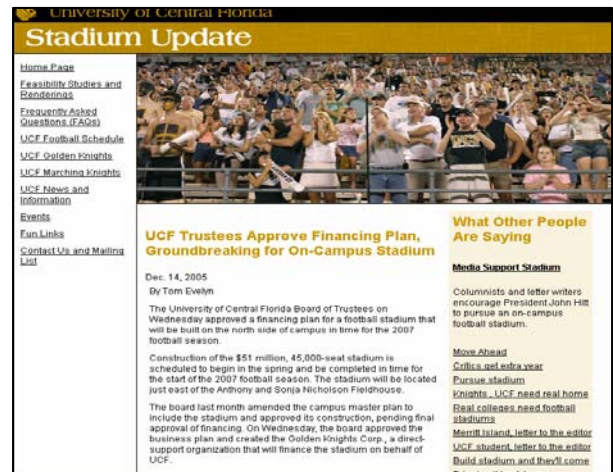 University of Central Florida
Stadium Update
Home Page
Feasibility Studies and
Renderings
Frequently Asked
Questions (FAQs)
UCF Football Schedule
UCF Golden Knights
UCF Marching Knights
UCF News and
Information
Events
Fun Links
Contact Us and Mailing
List
UCF Trustees Approve Financing Plan,
Groundbreaking for On-Campus Stadium
Dec. 14, 2005
By Tom Evelyn
The University of Central Florida Board of Trustees on
Wednesday approved a financing plan for a football stadium that
will be built on the north side of campus in time for the 2007
football season.
Construction of the $51 million, 45,000-seat stadium is
scheduled to begin in the spring and be completed in time for
the start of the 2007 football season. The stadium will be located
just east of the Anthony and Sonja Nicholson Fieldhouse.
The board last month amended the campus master plan to
include the stadium and approved its construction, pending final
approval of financing. On Wednesday, the board approved the
business plan and created the Golden Knights Corp., a direct-
support organization that will finance the stadium on behalf of
UCF.
What Other People
Are Saying
Media Support Stadium
Columnists and letter writers
encourage President John Hitt
to pursue an on-campus
football stadium.
Move Ahead
Critics get extra year
Pursue stadium
Knights , UCF need real home
Real colleges need football
stadiums
Merritt Island, letter to the editor
UCF student, letter to the editor
Build stadium and they'll come